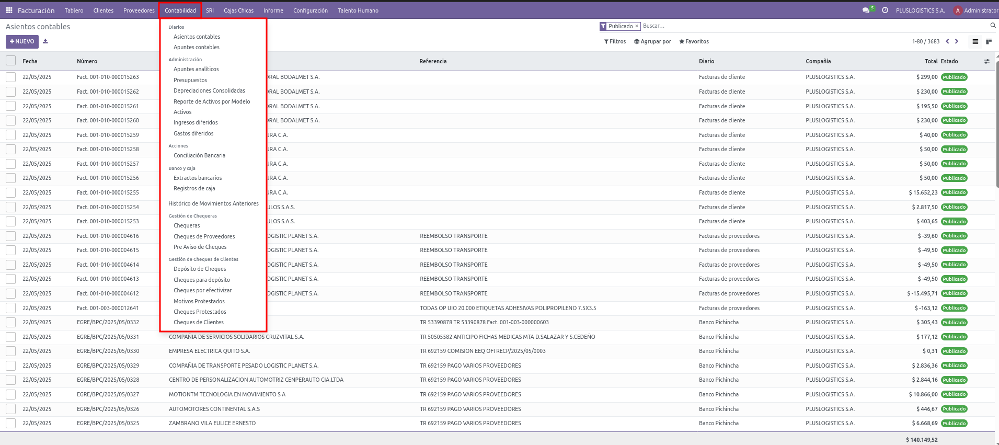 Facturación Tablero Clientes Proveedores Contabilidad SRI Cajas Chicas Informe Configuración Talento Humano 5 PLUSLOGISTICS S.A. A Administrator
Asientos contables
Publicado × Buscar...
+ NUEVO
Filtros Agrupar por Favoritos 1-80 / 3683
Diarios
Asientos contables
Apuntes contables
Administración
Apuntes analíticos
Presupuestos
Depreciaciones Consolidadas
Reporte de Activos por Modelo
Activos
Ingresos diferidos
Gastos diferidos
Acciones
Conciliación Bancaria
Banco y caja
Extractos bancarios
Registros de caja
Histórico de Movimientos Anteriores
Gestión de Chequeras
Chequeras
Cheques de Proveedores
Pre Aviso de Cheques
Gestión de Cheques de Clientes
Depósito de Cheques
Cheques para depósito
Cheques por efectivizar
Motivos Protestados
Cheques Protestados
Cheques de Clientes
Fecha Número Referencia Diario Compañía Total Estado
22/05/2025 Fact. 001-010-000015263 ORAL BODALMET S.A. Facturas de cliente PLUSLOGISTICS S.A. $ 299,00 Publicado
22/05/2025 Fact. 001-010-000015262 ORAL BODALMET S.A. Facturas de cliente PLUSLOGISTICS S.A. $ 230,00 Publicado
22/05/2025 Fact. 001-010-000015261 ORAL BODALMET S.A. Facturas de cliente PLUSLOGISTICS S.A. $ 195,50 Publicado
22/05/2025 Fact. 001-010-000015260 ORAL BODALMET S.A. Facturas de cliente PLUSLOGISTICS S.A. $ 230,00 Publicado
22/05/2025 Fact. 001-010-000015259 URA C.A. Facturas de cliente PLUSLOGISTICS S.A. $ 40,00 Publicado
22/05/2025 Fact. 001-010-000015258 URA C.A. Facturas de cliente PLUSLOGISTICS S.A. $ 50,00 Publicado
22/05/2025 Fact. 001-010-000015257 URA C.A. Facturas de cliente PLUSLOGISTICS S.A. $ 50,00 Publicado
22/05/2025 Fact. 001-010-000015256 URA C.A. Facturas de cliente PLUSLOGISTICS S.A. $ 50,00 Publicado
22/05/2025 Fact. 001-010-000015255 URA C.A. Facturas de cliente PLUSLOGISTICS S.A. $ 15.652,23 Publicado
22/05/2025 Fact. 001-010-000015254 ULOS S.A.S. Facturas de cliente PLUSLOGISTICS S.A. $ 2.817,50 Publicado
22/05/2025 Fact. 001-010-000015253 ULOS S.A.S. Facturas de cliente PLUSLOGISTICS S.A. $ 403,65 Publicado
22/05/2025 Fact. 001-010-000004616 OGISTIC PLANET S.A. REEMBOLSO TRANSPORTE Facturas de proveedores PLUSLOGISTICS S.A. $ -39,60 Publicado
22/05/2025 Fact. 001-010-000004615 OGISTIC PLANET S.A. REEMBOLSO TRANSPORTE Facturas de proveedores PLUSLOGISTICS S.A. $ -49,50 Publicado
22/05/2025 Fact. 001-010-000004614 OGISTIC PLANET S.A. REEMBOLSO TRANSPORTE Facturas de proveedores PLUSLOGISTICS S.A. $ -49,50 Publicado
22/05/2025 Fact. 001-010-000004613 OGISTIC PLANET S.A. REEMBOLSO TRANSPORTE Facturas de proveedores PLUSLOGISTICS S.A. $ -49,50 Publicado
22/05/2025 Fact. 001-010-000004612 OGISTIC PLANET S.A. REEMBOLSO TRANSPORTE Facturas de proveedores PLUSLOGISTICS S.A. $ -15.495,71 Publicado
22/05/2025 Fact. 001-003-000012641 TODAS OP UIO 20.000 ETIQUETAS ADHESIVAS POLIPROPILENO 7.5X3.5 Facturas de proveedores PLUSLOGISTICS S.A. $ -163,12 Publicado
22/05/2025 EGRE/BPC/2025/05/0332 TR 53390878 TR 53390878 Fact. 001-003-000000603 Banco Pichincha PLUSLOGISTICS S.A. $ 305,43 Publicado
22/05/2025 EGRE/BPC/2025/05/0331 COMPAÑIA DE SERVICIOS SOLIDARIOS CRUZVITAL S.A. TR 50505582 ANTICIPO FICHAS MEDICAS MTA D.SALAZAR Y S.CEDEÑO Banco Pichincha PLUSLOGISTICS S.A. $ 177,12 Publicado
22/05/2025 EGRE/BPC/2025/05/0330 EMPRESA ELECTRICA QUITO S.A. TR 692159 COMISION EEQ OFI RECP/2025/05/0003 Banco Pichincha PLUSLOGISTICS S.A. $ 0,31 Publicado
22/05/2025 EGRE/BPC/2025/05/0329 COMPAÑIA DE TRANSPORTE PESADO LOGISTIC PLANET S.A. TR 692159 PAGO VARIOS PROVEEDORES Banco Pichincha PLUSLOGISTICS S.A. $ 2.836,36 Publicado
22/05/2025 EGRE/BPC/2025/05/0328 CENTRO DE PERSONALIZACION AUTOMOTRIZ CENPERAUTO CIA.LTDA TR 692159 PAGO VARIOS PROVEEDORES Banco Pichincha PLUSLOGISTICS S.A. $ 2.844,16 Publicado
22/05/2025 EGRE/BPC/2025/05/0327 MOTIONTM TECNOLOGIA EN MOVIMIENTO S A TR 692159 PAGO VARIOS PROVEEDORES Banco Pichincha PLUSLOGISTICS S.A. $ 10.866,00 Publicado
22/05/2025 EGRE/BPC/2025/05/0326 AUTOMOTORES CONTINENTAL S.A.S TR 692159 PAGO VARIOS PROVEEDORES Banco Pichincha PLUSLOGISTICS S.A. $ 446,67 Publicado
22/05/2025 EGRE/BPC/2025/05/0325 ZAMBRANO VILA EULICE ERNESTO TR 692159 PAGO VARIOS PROVEEDORES Banco Pichincha PLUSLOGISTICS S.A. $ 6.668,69 Publicado
$ 140.149,52